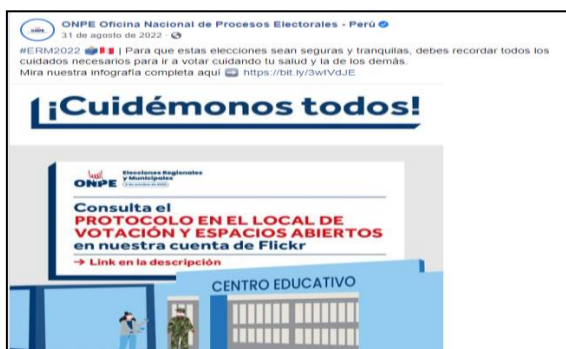 ONPE Oficina Nacional de Procesos Electorales - Perú
31 de agosto de 2022 ·
#ERM2022 | Para que estas elecciones sean seguras y tranquilas, debes recordar todos los
cuidados necesarios para ir a votar cuidando tu salud y la de los demás.
Mira nuestra infografía completa aquí https://bit.ly/3wIVdJE
¡Cuidémonos todos!
ONPE
Elecciones Regionales
y Municipales
Consulta el
PROTOCOLO EN EL LOCAL DE
VOTACIÓN Y ESPACIOS ABIERTOS
en nuestra cuenta de Flickr
→ Link en la descripción
CENTRO EDUCATIVO